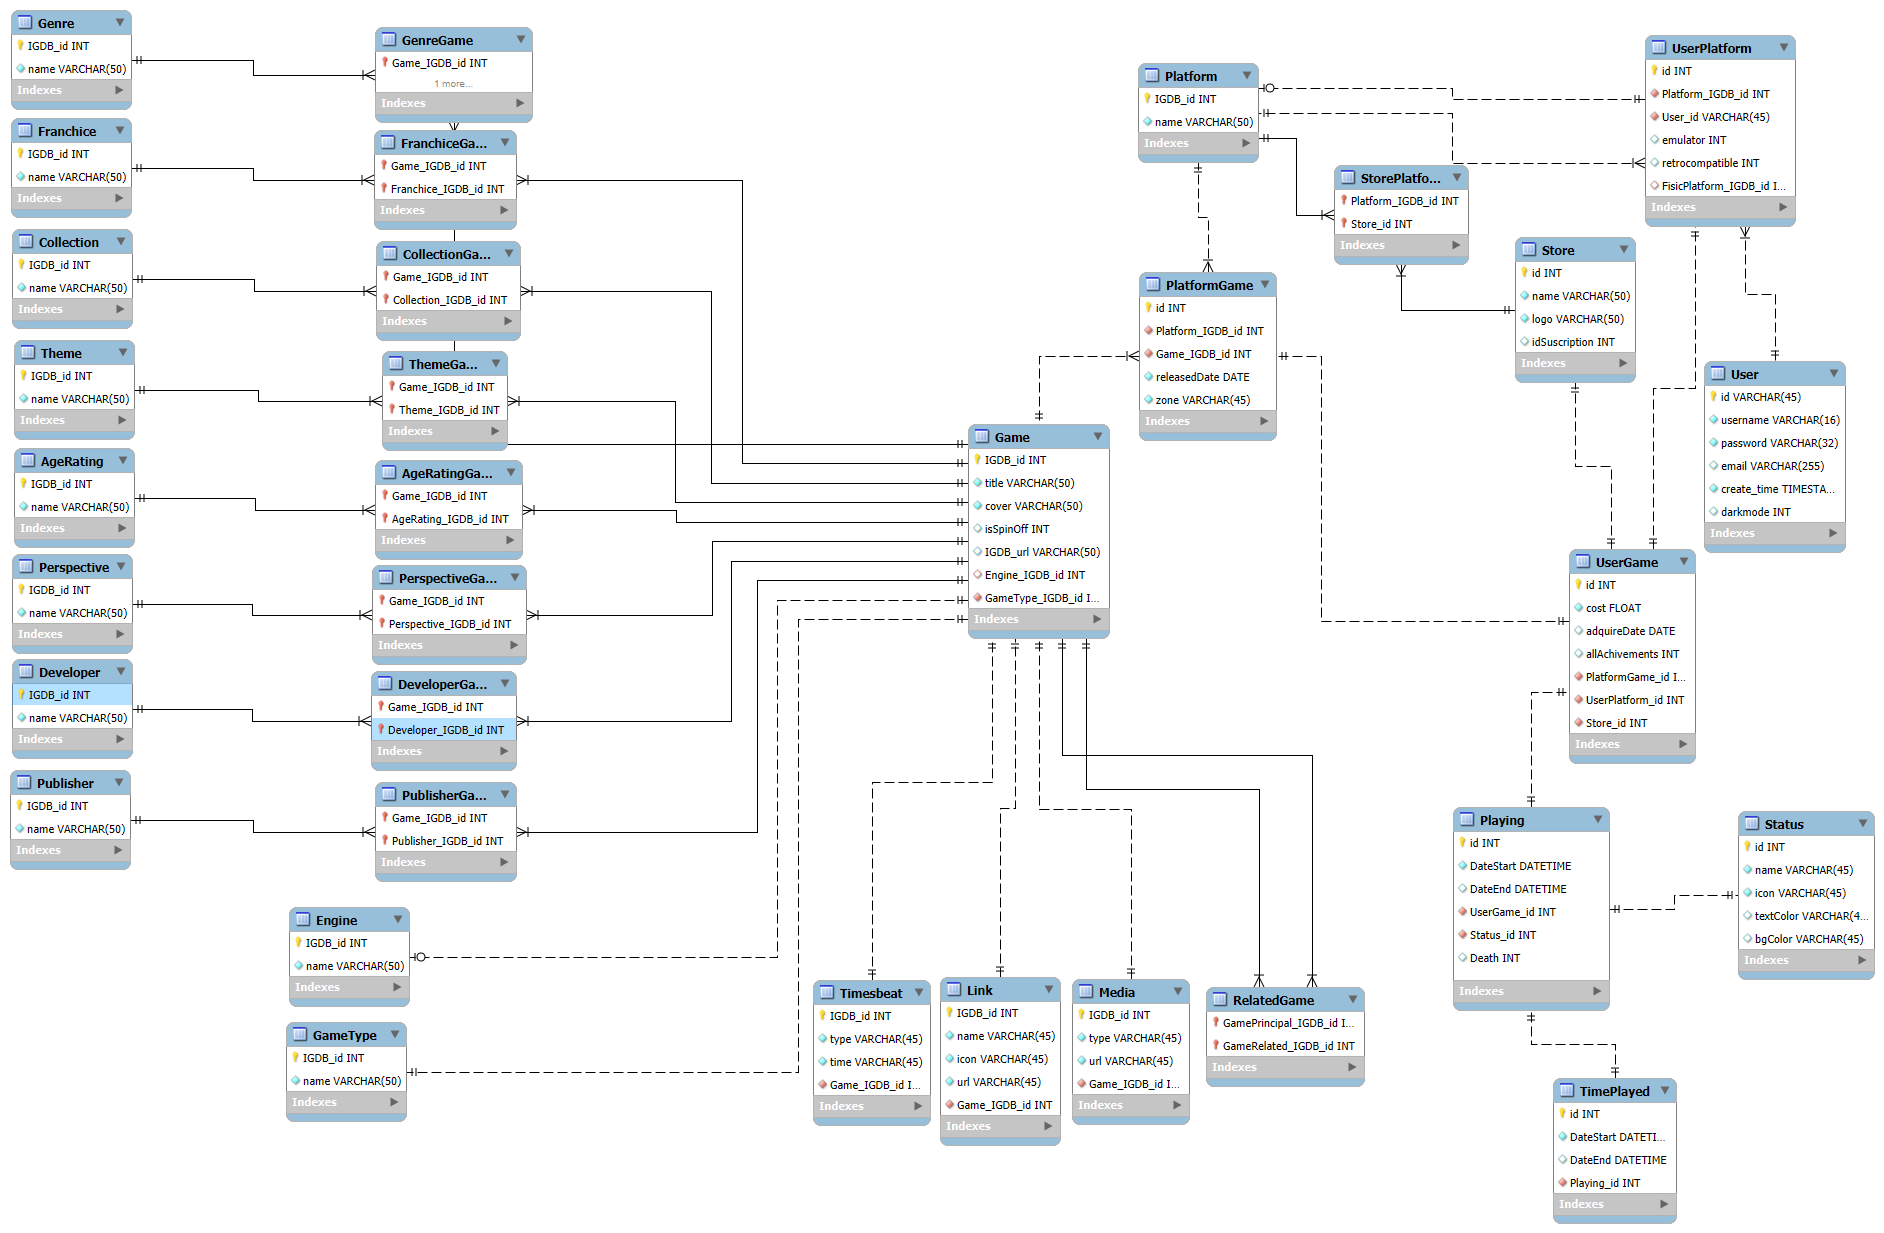 Genre
IGDB_id INT
name VARCHAR(50)
Indexes
Franchice
IGDB_id INT
name VARCHAR(50)
Indexes
Collection
IGDB_id INT
name VARCHAR(50)
Indexes
Theme
IGDB_id INT
name VARCHAR(50)
Indexes
AgeRating
IGDB_id INT
name VARCHAR(50)
Indexes
Perspective
IGDB_id INT
name VARCHAR(50)
Indexes
Developer
IGDB_id INT
name VARCHAR(50)
Indexes
Publisher
IGDB_id INT
name VARCHAR(50)
Indexes
GenreGame
Game_IGDB_id INT
1 more...
Indexes
FranchiceGa...
Game_IGDB_id INT
Franchice_IGDB_id INT
Indexes
CollectionGa...
Game_IGDB_id INT
Collection_IGDB_id INT
Indexes
ThemeGa...
Game_IGDB_id INT
Theme_IGDB_id INT
Indexes
AgeRatingGa...
Game_IGDB_id INT
AgeRating_IGDB_id INT
Indexes
PerspectiveGa...
Game_IGDB_id INT
Perspective_IGDB_id INT
Indexes
DeveloperGa...
Game_IGDB_id INT
Developer_IGDB_id INT
Indexes
PublisherGa...
Game_IGDB_id INT
Publisher_IGDB_id INT
Indexes
Engine
IGDB_id INT
name VARCHAR(50)
Indexes
GameType
IGDB_id INT
name VARCHAR(50)
Indexes
Game
IGDB_id INT
title VARCHAR(50)
cover VARCHAR(50)
isSpinOff INT
IGDB_url VARCHAR(50)
Engine_IGDB_id INT
GameType_IGDB_id I...
Indexes
Timesbeat
IGDB_id INT
type VARCHAR(45)
time VARCHAR(45)
Game_IGDB_id I...
Indexes
Link
IGDB_id INT
name VARCHAR(45)
icon VARCHAR(45)
url VARCHAR(45)
Game_IGDB_id INT
Indexes
Media
IGDB_id INT
type VARCHAR(45)
url VARCHAR(45)
Game_IGDB_id I...
Indexes
RelatedGame
GamePrincipal_IGDB_id I...
GameRelated_IGDB_id INT
Indexes
Platform
IGDB_id INT
name VARCHAR(50)
Indexes
PlatformGame
id INT
Platform_IGDB_id INT
Game_IGDB_id INT
releasedDate DATE
zone VARCHAR(45)
Indexes
StorePlatfo...
Platform_IGDB_id INT
Store_id INT
Indexes
Store
id INT
name VARCHAR(50)
logo VARCHAR(50)
idSuscription INT
Indexes
UserPlatform
id INT
Platform_IGDB_id INT
User_id VARCHAR(45)
emulator INT
retrocompatible INT
FisicPlatform_IGDB_id I...
Indexes
User
id VARCHAR(45)
username VARCHAR(16)
password VARCHAR(32)
email VARCHAR(255)
create_time TIMESTA...
darkmode INT
Indexes
UserGame
id INT
cost FLOAT
adquireDate DATE
allAchivements INT
PlatformGame_id I...
UserPlatform_id INT
Store_id INT
Indexes
Playing
id INT
DateStart DATETIME
DateEnd DATETIME
UserGame_id INT
Status_id INT
Death INT
Indexes
Status
id INT
name VARCHAR(45)
icon VARCHAR(45)
textColor VARCHAR(4...
bgColor VARCHAR(45)
Indexes
TimePlayed
id INT
DateStart DATETI...
DateEnd DATETIME
Playing_id INT
Indexes